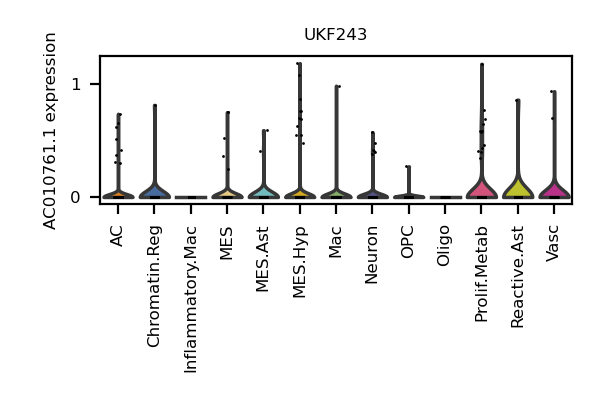 UKF243
AC010761.1 expression
1
0
AC
Chromatin.Reg
Inflammatory.Mac
MES
MES.Ast
MES.Hyp
Mac
Neuron
OPC
Oligo
Prolif.Metab
Reactive.Ast
Vasc